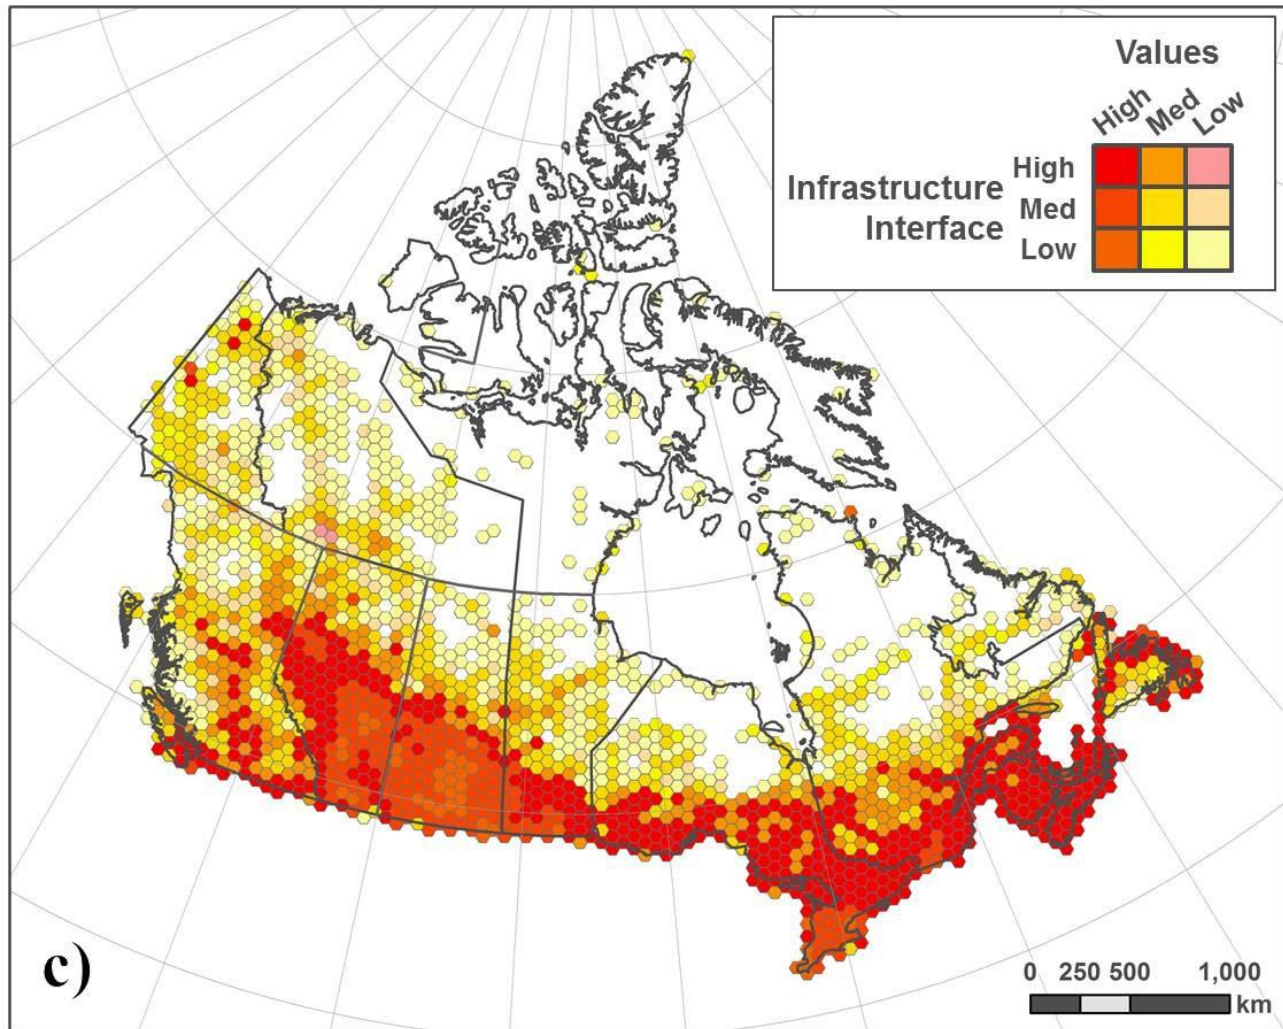 Values
High Med Low
High
Infrastructure
Med
Interface
Low
c)
0 250 500 1,000
km